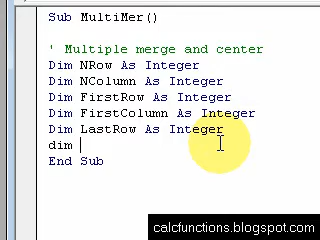 Sub MultiMer()
' Multiple merge and center
Dim NRow As Integer
Dim NColumn As Integer
Dim FirstRow As Integer
Dim FirstColumn As Integer
Dim LastRow As Integer
dim
End Sub
calcfunctions.blogspot.com